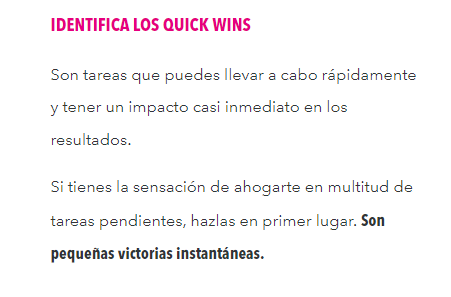 IDENTIFICA LOS QUICK WINS
Son tareas que puedes llevar a cabo rápidamente
y tener un impacto casi inmediato en los
resultados.
Si tienes la sensación de ahogarte en multitud de
tareas pendientes, hazlas en primer lugar. Son
pequeñas victorias instantáneas.